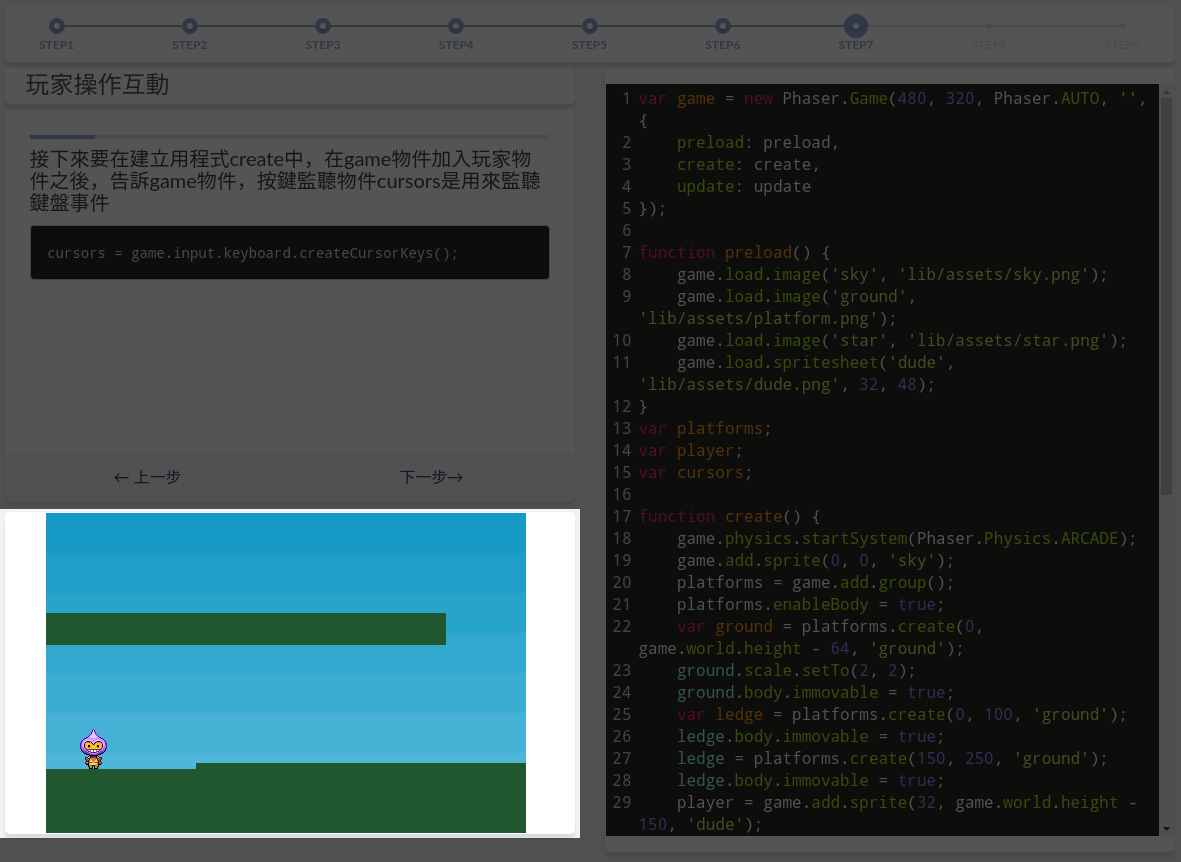 STEP1 STEP2 STEP3 STEP4 STEP5 STEP6 STEP7 STEP8 STEP9
玩家操作互動
接下來要在建立用程式create中，在game物件加入玩家物
件之後，告訴game物件，按鍵監聽物件cursors是用來監聽
鍵盤事件
cursors = game.input.keyboard.createCursorKeys();
← 上一步
下一步→
1 var game = new Phaser.Game(480, 320, Phaser.AUTO, '',
{
2     preload: preload,
3     create: create,
4     update: update
5 });
6
7 function preload() {
8     game.load.image('sky', 'lib/assets/sky.png');
9     game.load.image('ground',
'lib/assets/platform.png');
10     game.load.image('star', 'lib/assets/star.png');
11     game.load.spritesheet('dude',
'lib/assets/dude.png', 32, 48);
12 }
13 var platforms;
14 var player;
15 var cursors;
16
17 function create() {
18     game.physics.startSystem(Phaser.Physics.ARCADE);
19     game.add.sprite(0, 0, 'sky');
20     platforms = game.add.group();
21     platforms.enableBody = true;
22     var ground = platforms.create(0,
game.world.height - 64, 'ground');
23     ground.scale.setTo(2, 2);
24     ground.body.immovable = true;
25     var ledge = platforms.create(0, 100, 'ground');
26     ledge.body.immovable = true;
27     ledge = platforms.create(150, 250, 'ground');
28     ledge.body.immovable = true;
29     player = game.add.sprite(32, game.world.height -
150, 'dude');